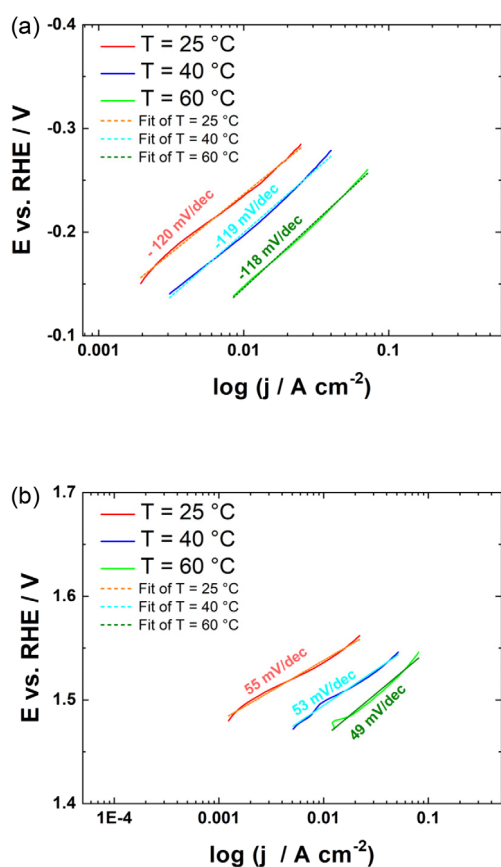 (a)
-0.4
-0.3
-0.2
-0.1
E vs. RHE / V
T = 25 °C
T = 40 °C
T = 60 °C
Fit of T = 25 °C
Fit of T = 40 °C
Fit of T = 60 °C
- 120 mV/dec
-119 mV/dec
-118 mV/dec
0.001 0.01 0.1
log (j / A cm-2)
(b)
1.7
1.6
1.5
1.4
E vs. RHE / V
T = 25 °C
T = 40 °C
T = 60 °C
Fit of T = 25 °C
Fit of T = 40 °C
Fit of T = 60 °C
55 mV/dec
53 mV/dec
49 mV/dec
1E-4 0.001 0.01 0.1
log (j / A cm-2)